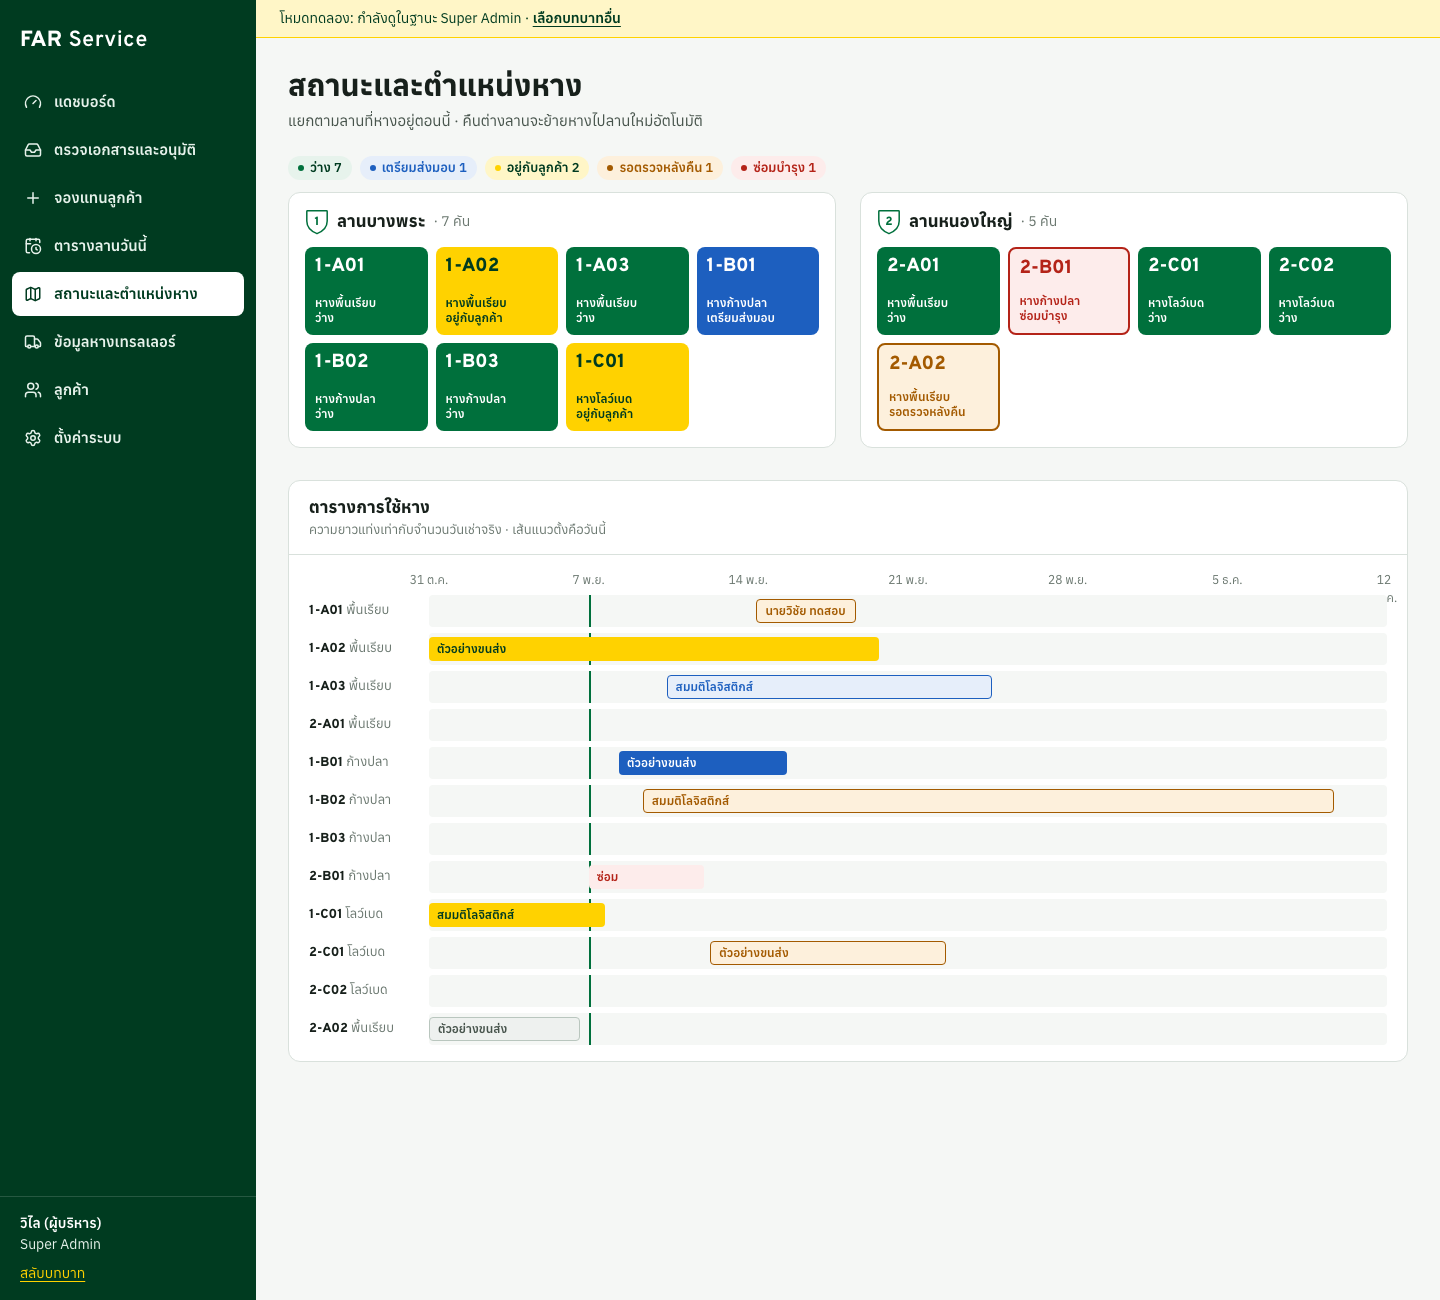 FAR Service
แดชบอร์ด
ตรวจเอกสารและอนุมัติ
จองแทนลูกค้า
ตารางลานวันนี้
สถานะและตำแหน่งหาง
ข้อมูลหางเทรลเลอร์
ลูกค้า
ตั้งค่าระบบ
วิไล (ผู้บริหาร)
Super Admin
สลับบทบาท
โหมดทดลอง: กำลังดูในฐานะ Super Admin · เลือกบทบาทอื่น
สถานะและตำแหน่งหาง
แยกตามลานที่หางอยู่ตอนนี้ · คืนต่างลานจะย้ายหางไปลานใหม่อัตโนมัติ
ว่าง 7
เตรียมส่งมอบ 1
อยู่กับลูกค้า 2
รอตรวจหลังคืน 1
ซ่อมบำรุง 1
1 ลานบางพระ · 7 คัน
1-A01
หางพื้นเรียบ
ว่าง
1-A02
หางพื้นเรียบ
อยู่กับลูกค้า
1-A03
หางพื้นเรียบ
ว่าง
1-B01
หางก้างปลา
เตรียมส่งมอบ
1-B02
หางก้างปลา
ว่าง
1-B03
หางก้างปลา
ว่าง
1-C01
หางโลว์เบด
อยู่กับลูกค้า
2 ลานหนองใหญ่ · 5 คัน
2-A01
หางพื้นเรียบ
ว่าง
2-B01
หางก้างปลา
ซ่อมบำรุง
2-C01
หางโลว์เบด
ว่าง
2-C02
หางโลว์เบด
ว่าง
2-A02
หางพื้นเรียบ
รอตรวจหลังคืน
ตารางการใช้หาง
ความยาวแท่งเท่ากับจำนวนวันเช่าจริง · เส้นแนวตั้งคือวันนี้
31 ต.ค. 7 พ.ย. 14 พ.ย. 21 พ.ย. 28 พ.ย. 5 ธ.ค. 12
ค.
1-A01 พื้นเรียบ นายวิชัย ทดสอบ
1-A02 พื้นเรียบ ตัวอย่างขนส่ง
1-A03 พื้นเรียบ สมมติโลจิสติกส์
2-A01 พื้นเรียบ
1-B01 ก้างปลา ตัวอย่างขนส่ง
1-B02 ก้างปลา สมมติโลจิสติกส์
1-B03 ก้างปลา
2-B01 ก้างปลา ซ่อม
1-C01 โลว์เบด สมมติโลจิสติกส์
2-C01 โลว์เบด ตัวอย่างขนส่ง
2-C02 โลว์เบด
2-A02 พื้นเรียบ ตัวอย่างขนส่ง